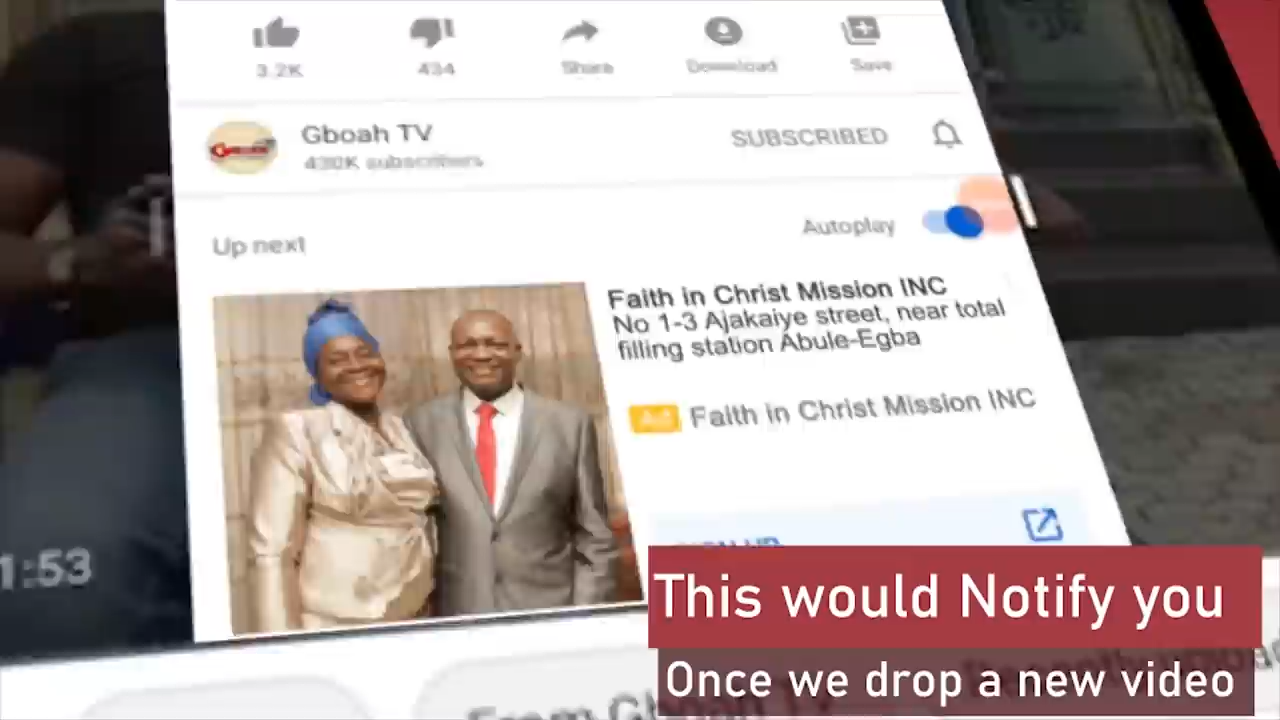 3.2K
434
Share
Download
Save
Gboah TV
430K subscribers
SUBSCRIBED
Autoplay
Up next
Faith in Christ Mission INC
No 1-3 Ajakaiye street, near total
filling station Abule-Egba
Ad Faith in Christ Mission INC
1:53
This would Notify you
Once we drop a new video